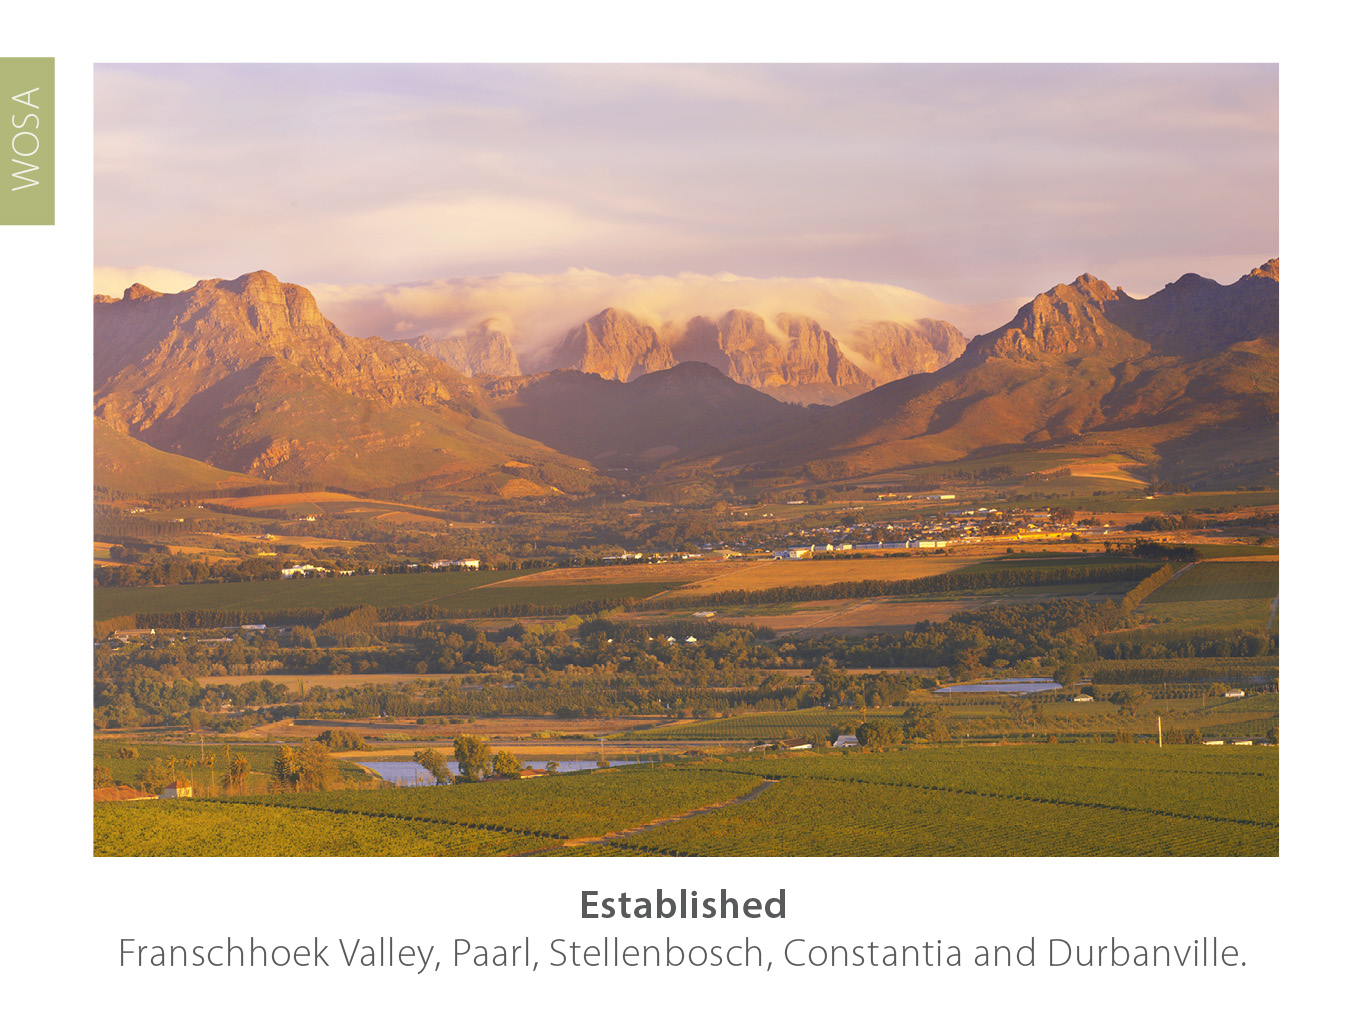 WOSA
Established
Franschhoek Valley, Paarl, Stellenbosch, Constantia and Durbanville.